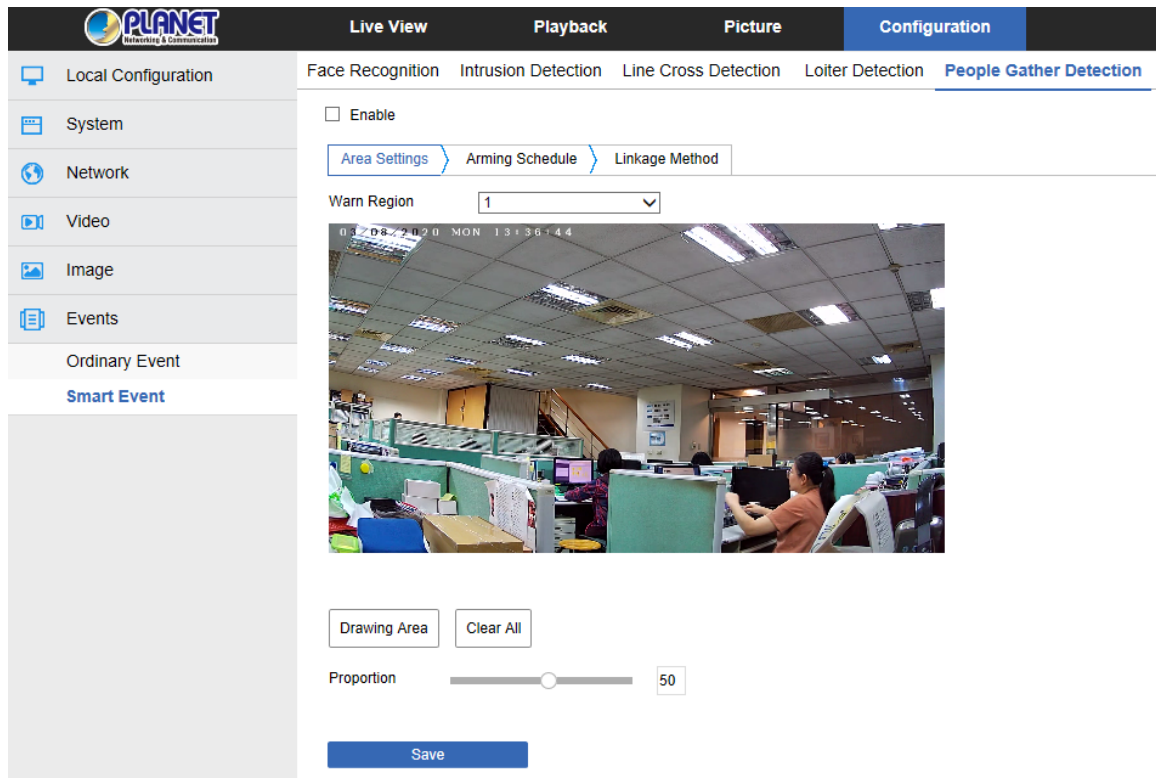 PLANET
Networking & Communication
Live View Playback Picture Configuration
Local Configuration
System
Network
Video
Image
Events
Ordinary Event
Smart Event
Face Recognition Intrusion Detection Line Cross Detection Loiter Detection People Gather Detection
Enable
Area Settings Arming Schedule Linkage Method
Warn Region 1
03/08/2020 MON 13:36:44
Drawing Area Clear All
Proportion 50
Save